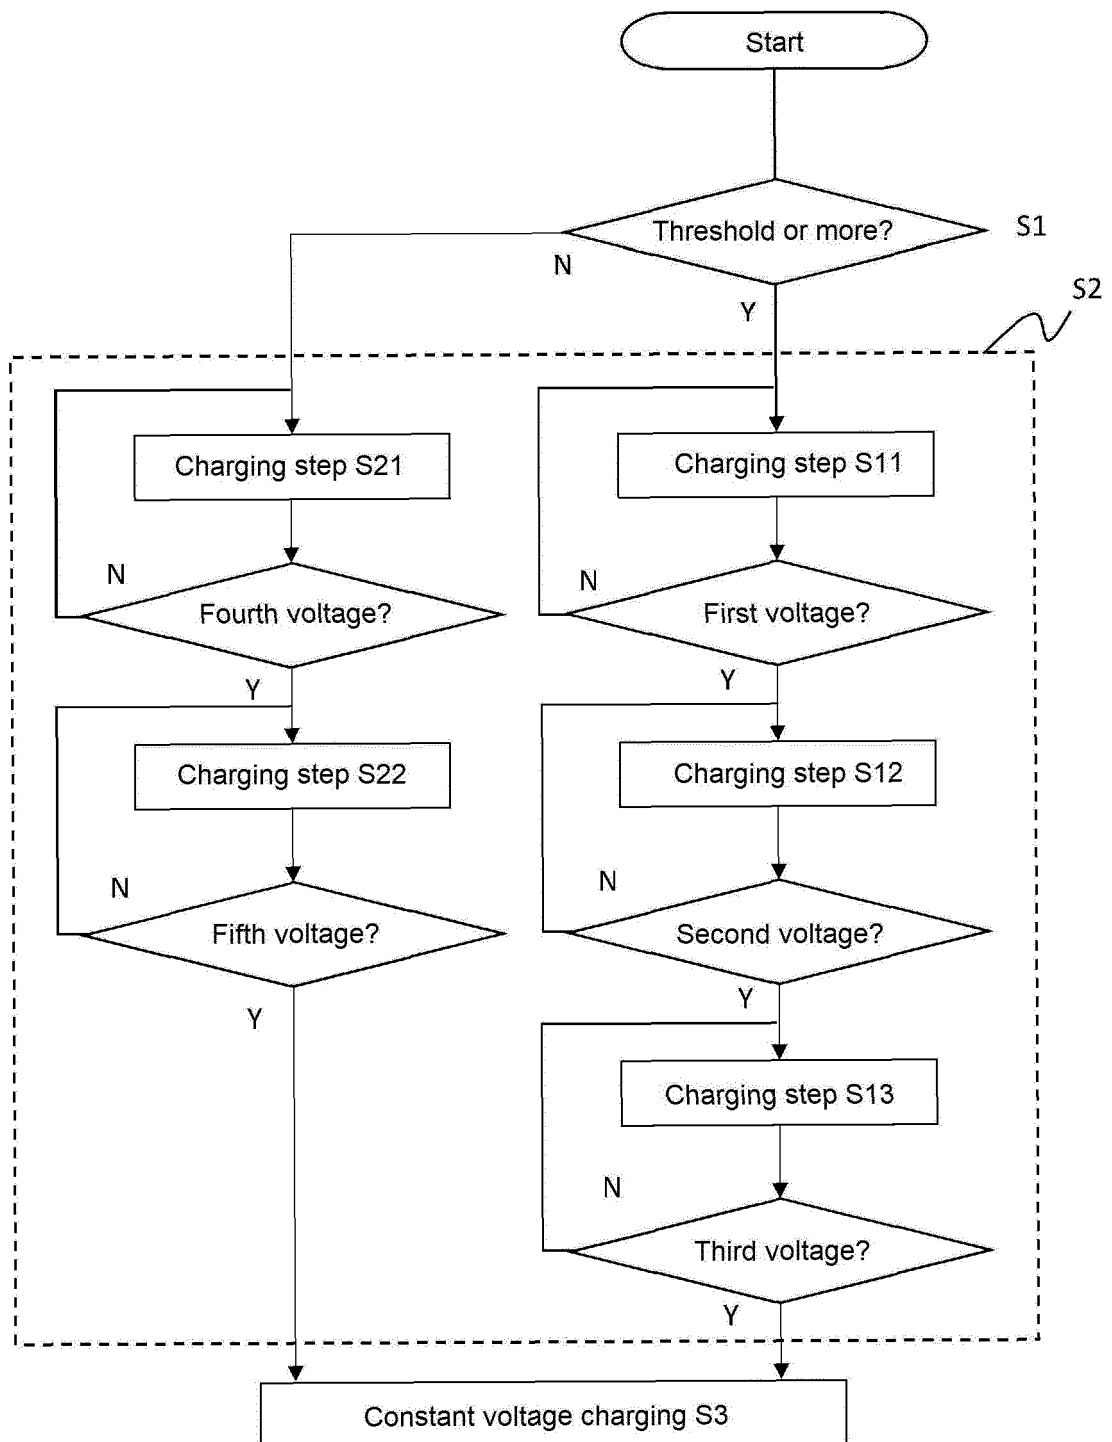 Start
Threshold or more?
S1
N
Y
S2
Charging step S21
Charging step S11
N
Fourth voltage?
N
First voltage?
Y
Y
Charging step S22
Charging step S12
N
Fifth voltage?
N
Second voltage?
Y
Y
Charging step S13
N
Third voltage?
Y
Constant voltage charging S3